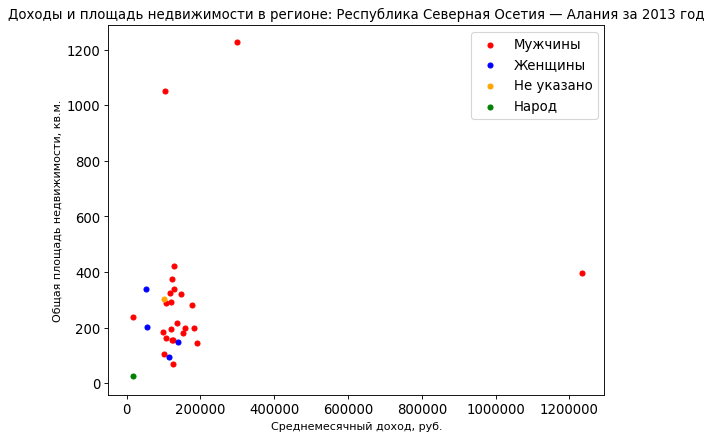 Доходы и площадь недвижимости в регионе: Республика Северная Осетия — Алания за 2013 год
Мужчины
Женщины
Не указано
Народ
Общая площадь недвижимости, кв.м.
1200
1000
800
600
400
200
0
0 200000 400000 600000 800000 1000000 1200000
Среднемесячный доход, руб.